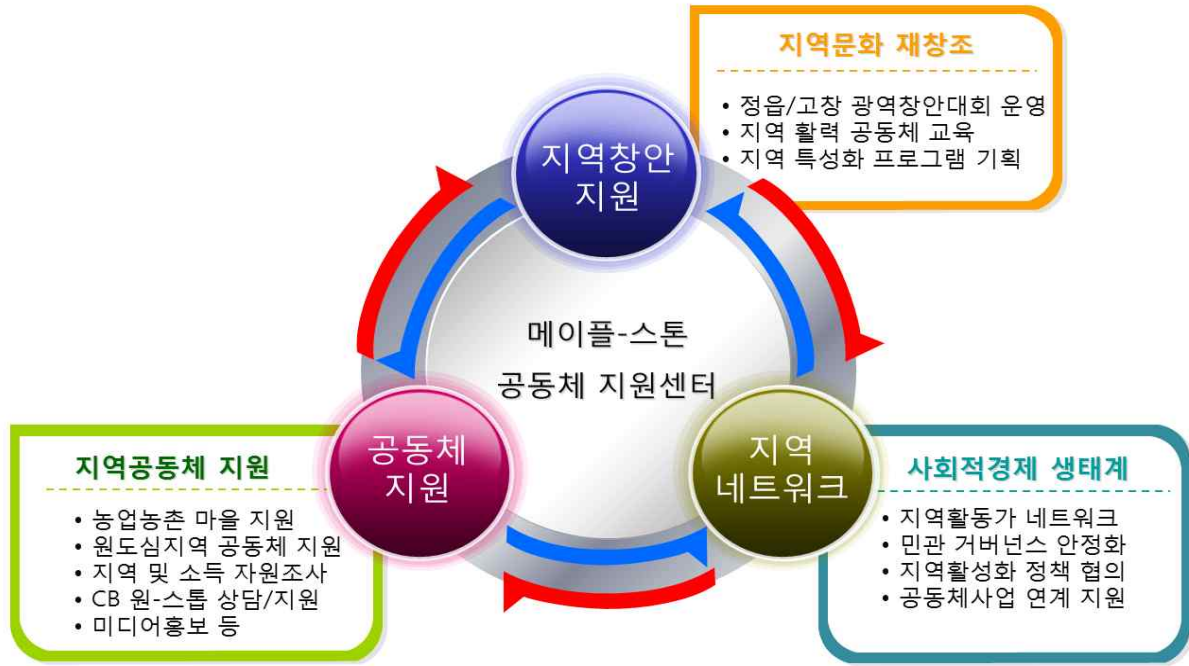 지역문화 재창조
• 정읍/고창 광역창안대회 운영
• 지역 활력 공동체 교육
• 지역 특성화 프로그램 기획
지역창안
지원
메이플-스톤
공동체 지원센터
공동체
지원
지역
네트워크
지역공동체 지원
• 농업농촌 마을 지원
• 원도심지역 공동체 지원
• 지역 및 소득 자원조사
• CB 원-스톱 상담/지원
• 미디어홍보 등
사회적경제 생태계
• 지역활동가 네트워크
• 민관 거버넌스 안정화
• 지역활성화 정책 협의
• 공동체사업 연계 지원